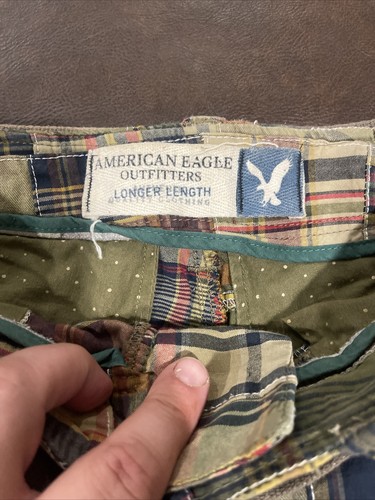 AMERICAN EAGLE
OUTFITTERS
LONGER LENGTH
QUALITY CLOTHING